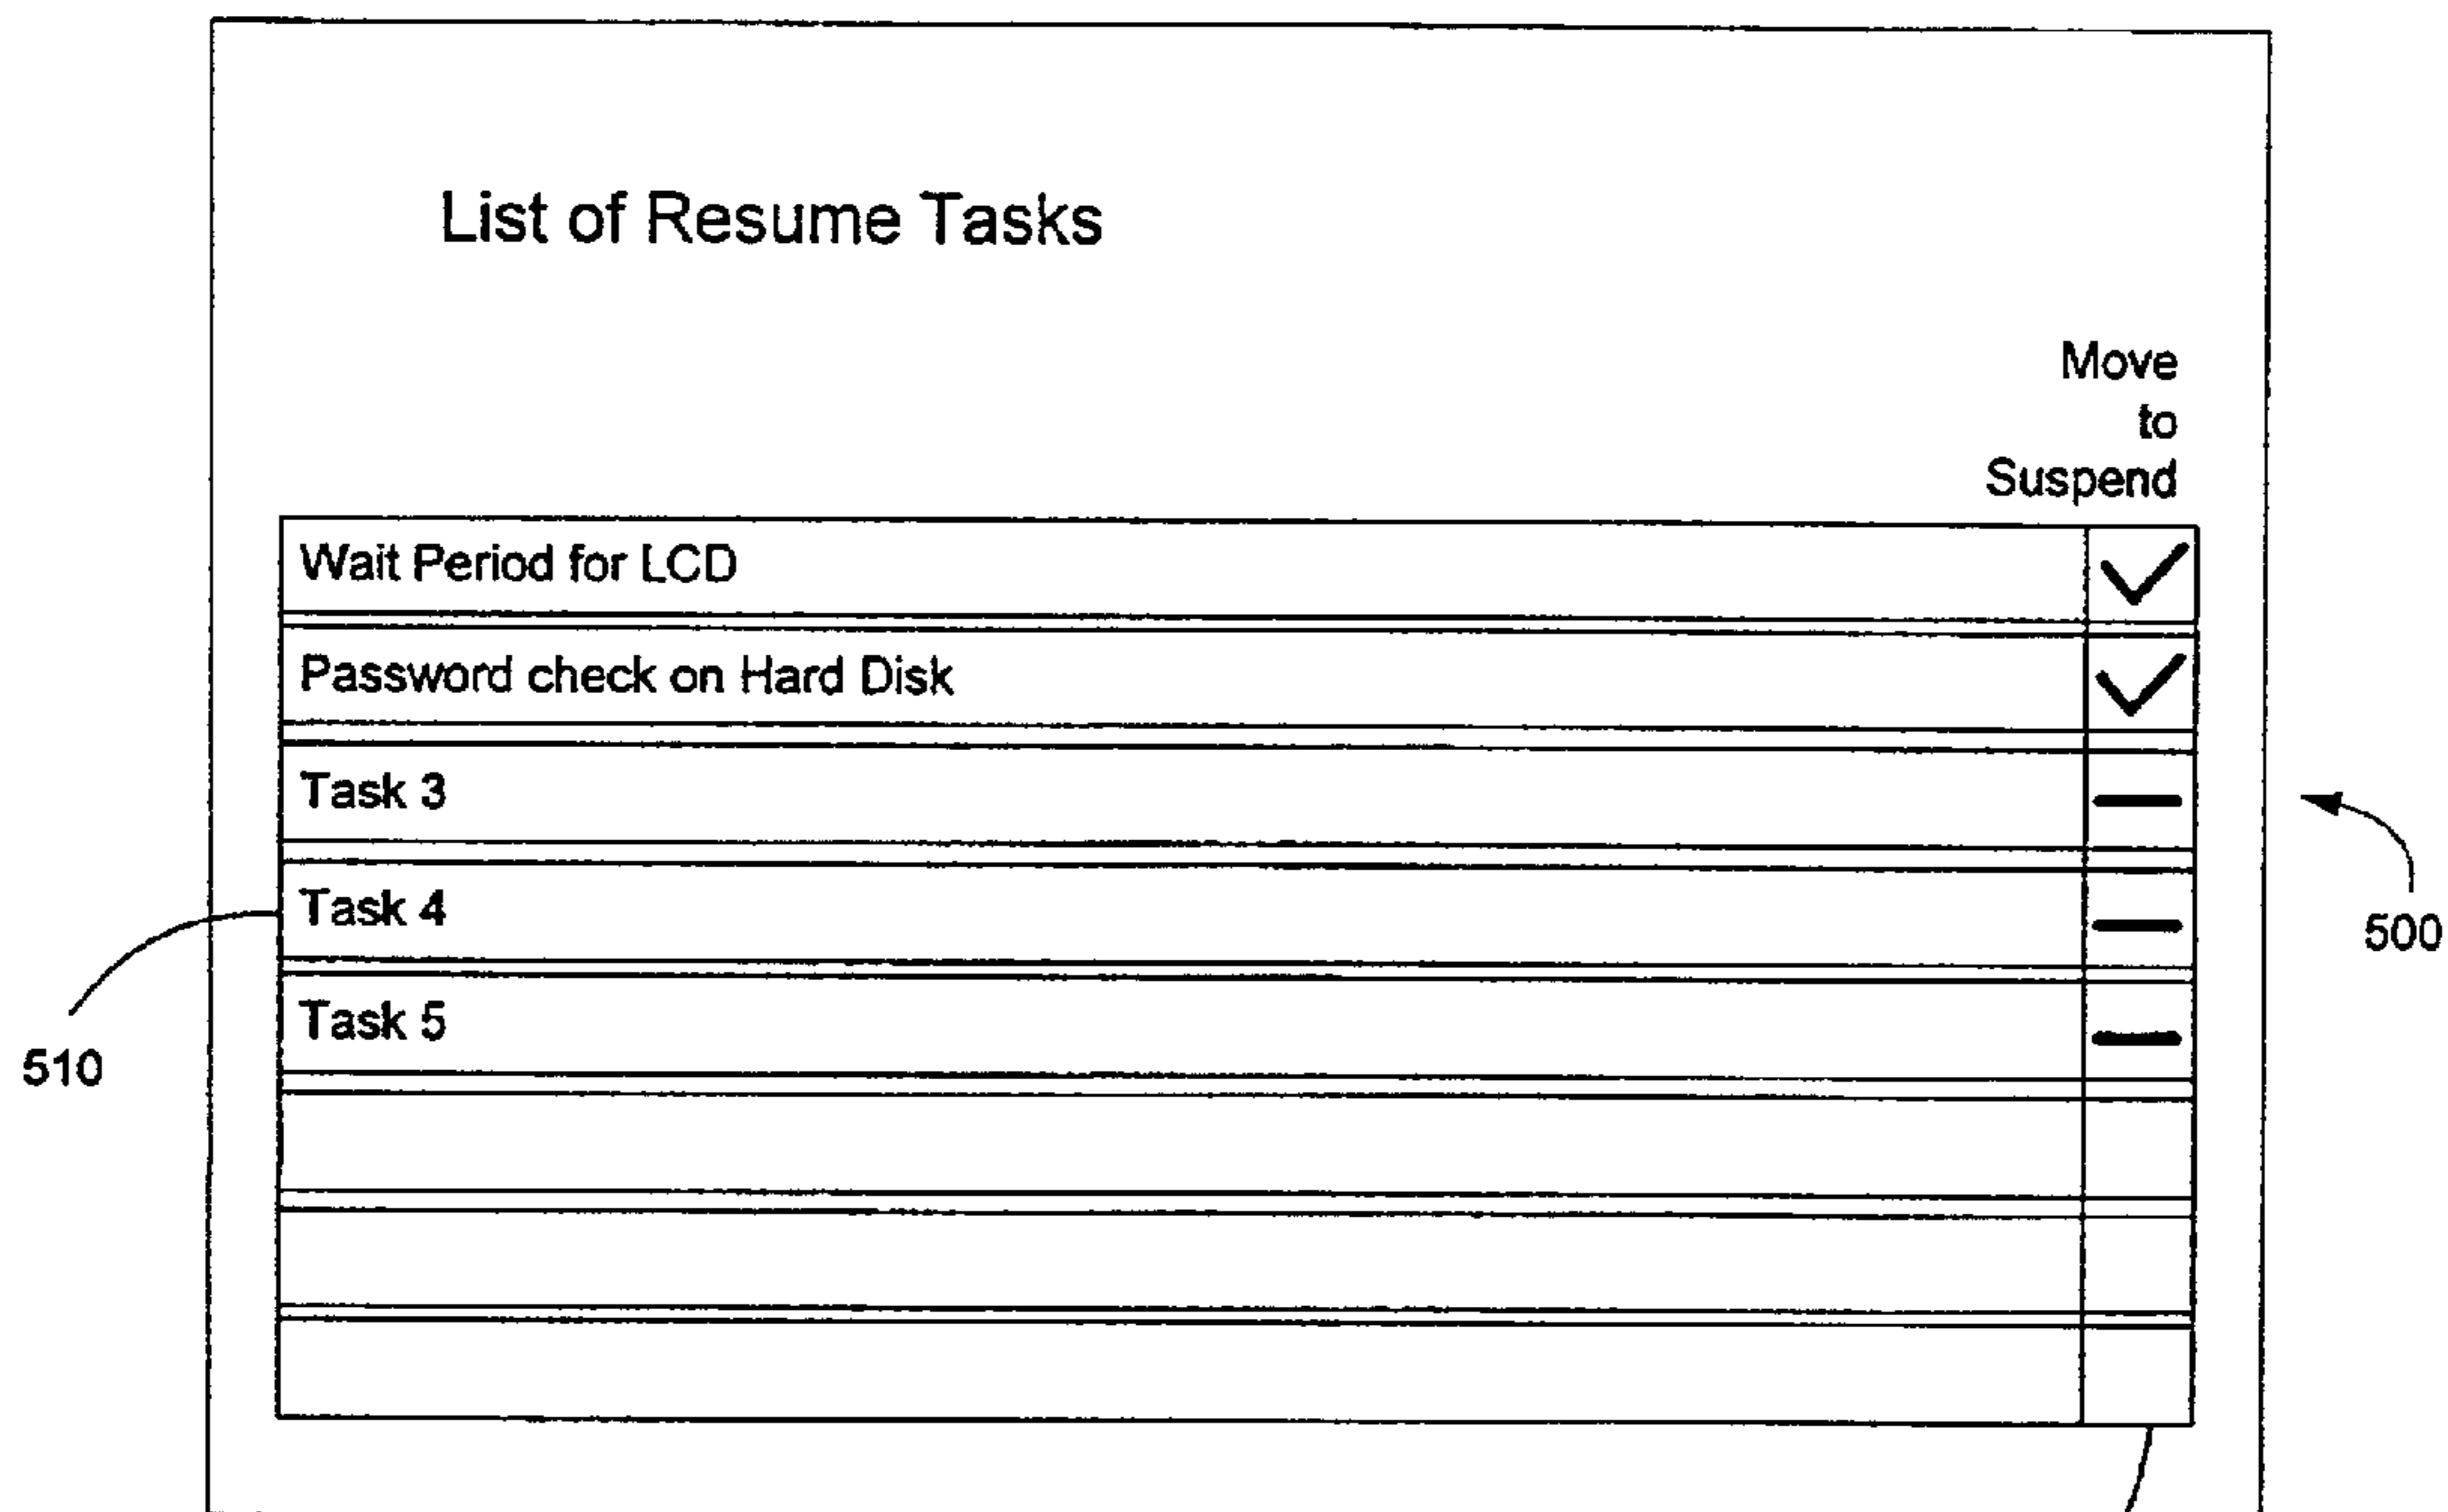 List of Resume Tasks
Move
to
Suspend
Wait Period for LCD
Password check on Hard Disk
Task 3
Task 4
Task 5
500
510